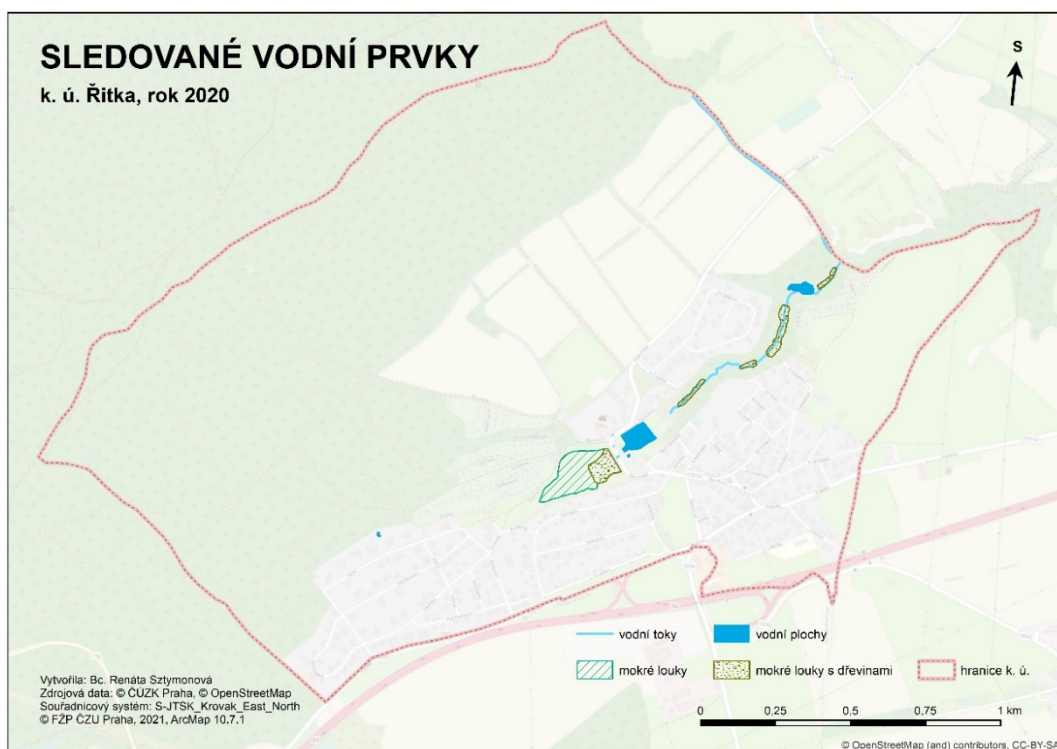 SLEDOVANÉ VODNÍ PRVKY
k. ú. Řitka, rok 2020
S
vodní toky
vodní plochy
mokré louky
mokré louky s dřevinami
hranice k. ú.
Vytvořila: Bc. Renáta Sztymonová
Zdrojová data: © ČÚZK Praha, © OpenStreetMap
Souřadnicový systém: S-JTSK_Krovak_East_North
© FŽP ČZU Praha, 2021, ArcMap 10.7.1
0 0,25 0,5 0,75 1 km
© OpenStreetMap (and) contributors, CC-BY-SA